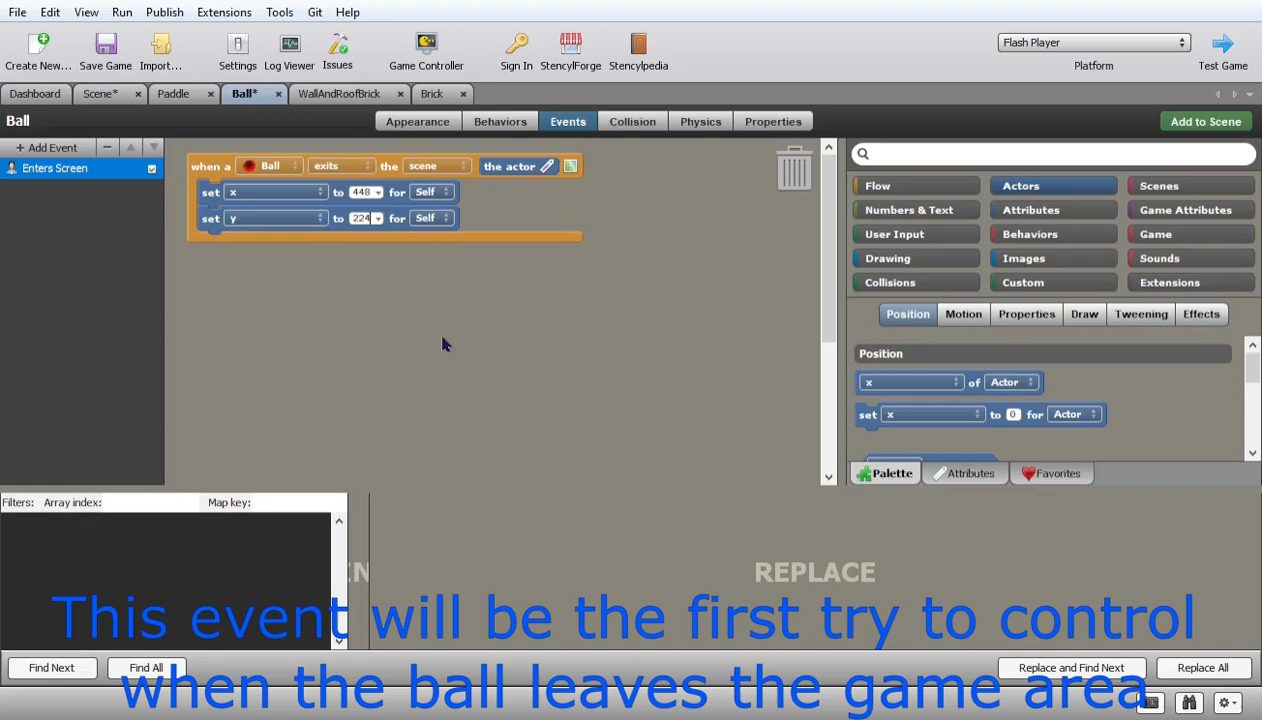 File Edit View Run Publish Extensions Tools Git Help
Create New... Save Game Import... Settings Log Viewer Issues Game Controller Sign In StencylForge Stencylpedia Flash Player Platform Test Game
Dashboard Scene* Paddle Ball* WallAndRoofBrick Brick
Ball Appearance Behaviors Events Collision Physics Properties Add to Scene
+ Add Event
Enters Screen
when a Ball exits the scene the actor
set x to 448 for Self
set y to 224 for Self
Flow Actors Scenes
Numbers & Text Attributes Game Attributes
User Input Behaviors Game
Drawing Images Sounds
Collisions Custom Extensions
Position Motion Properties Draw Tweening Effects
Position
x of Actor
set x to 0 for Actor
Palette Attributes Favorites
Filters: Array index: Map key:
REPLACE
This event will be the first try to control
when the ball leaves the game area
Find Next Find All Replace and Find Next Replace All